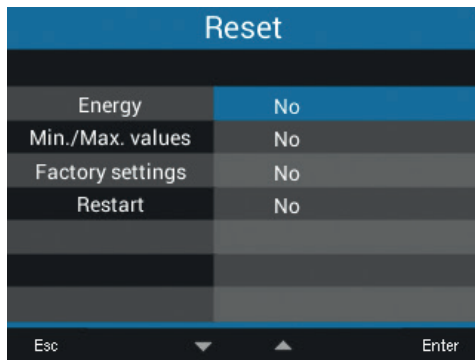 Reset
Energy No
Min./Max. values No
Factory settings No
Restart No
Esc Enter